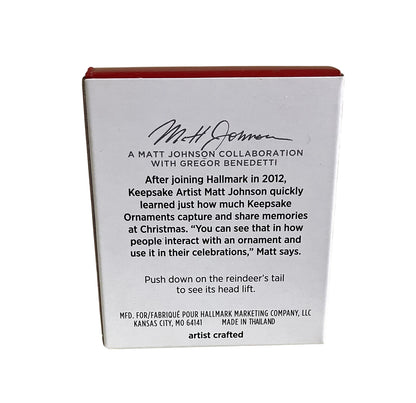 Matt Johnson
A MATT JOHNSON COLLABORATION
WITH GREGOR BENEDETTI
After joining Hallmark in 2012,
Keepsake Artist Matt Johnson quickly
learned just how much Keepsake
Ornaments capture and share memories
at Christmas. “You can see that in how
people interact with an ornament and
use it in their celebrations,” Matt says.
Push down on the reindeer's tail
to see its head lift.
MFD. FOR/FABRIQUÉ POUR HALLMARK MARKETING COMPANY, LLC
KANSAS CITY, MO 64141 MADE IN THAILAND
artist crafted